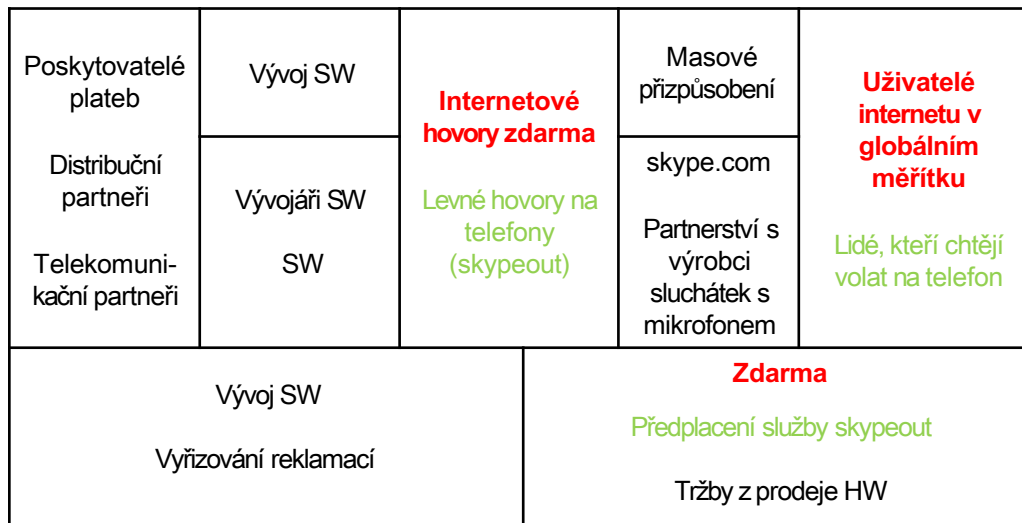 Poskytovatelé
plateb
Distribuční
partneři
Telekomuni-
kační partneři
Vývoj SW
Vývojáři SW
SW
Internetové
hovory zdarma
Levné hovory na
telefony
(skypeout)
Masové
přizpůsobení
skype.com
Partnerství s
výrobci
sluchátek s
mikrofonem
Uživatelé
internetu v
globálním
měřítku
Lidé, kteří chtějí
volat na telefon
Vývoj SW
Vyřizování reklamací
Zdarma
Předplacení služby skypeout
Tržby z prodeje HW